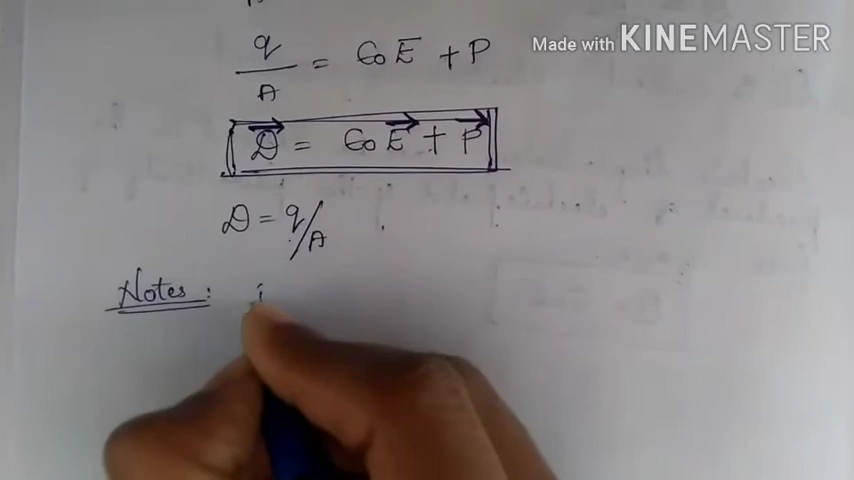 Made with KINEMASTER
q/A = ϵ₀E + P
D = ϵ₀E + P
D = q/A
Notes: i